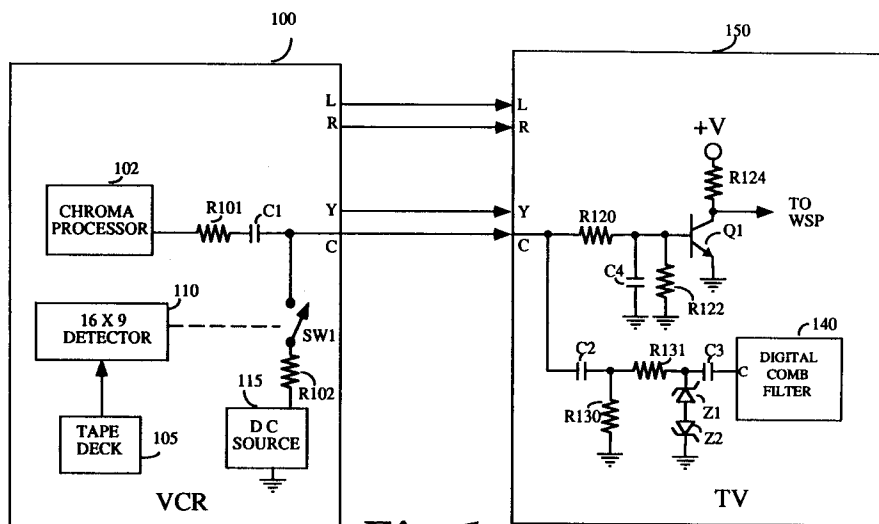 100
150
L
R
Y
C
L
R
Y
C
102
CHROMA
PROCESSOR
R101
C1
110
16 X 9
DETECTOR
SW1
R102
115
D C
SOURCE
TAPE
DECK
105
VCR
+V
R124
TO
WSP
Q1
R120
C4
R122
140
C2
R131
C3
C
DIGITAL
COMB
FILTER
R130
Z1
Z2
TV